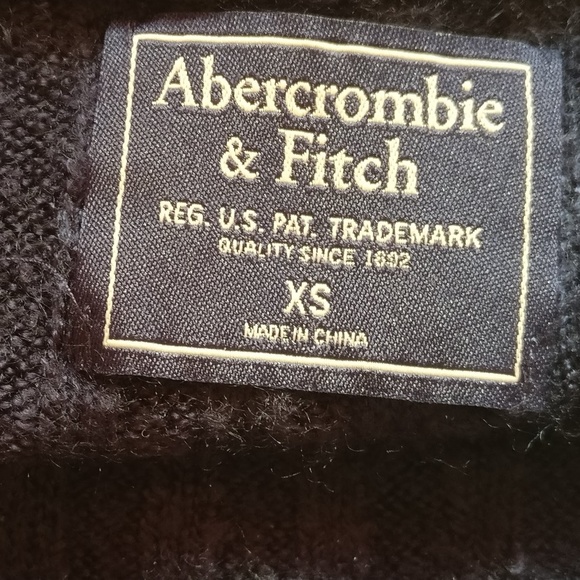 Abercrombie
& Fitch
REG. U.S. PAT. TRADEMARK
QUALITY SINCE 1892
XS
MADE IN CHINA